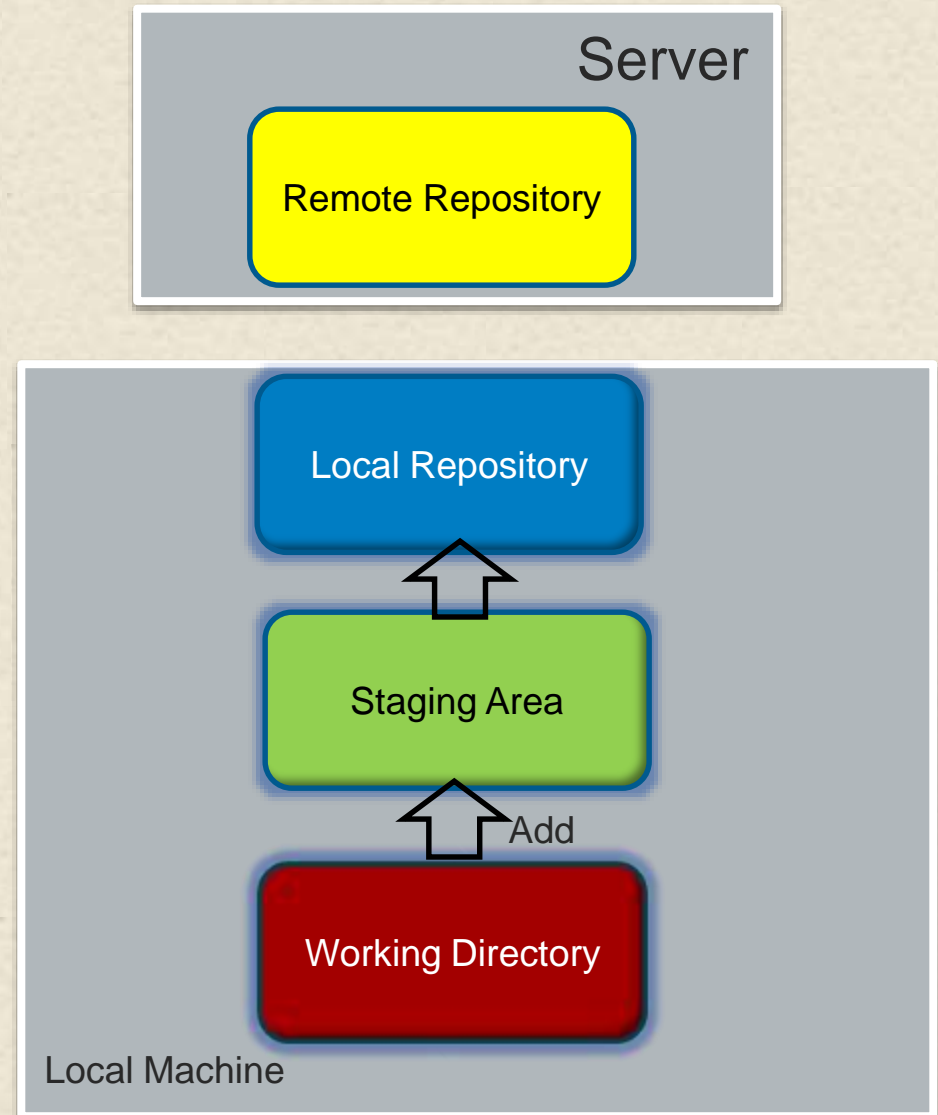 Server
Remote Repository
Local Repository
Staging Area
Add
Working Directory
Local Machine